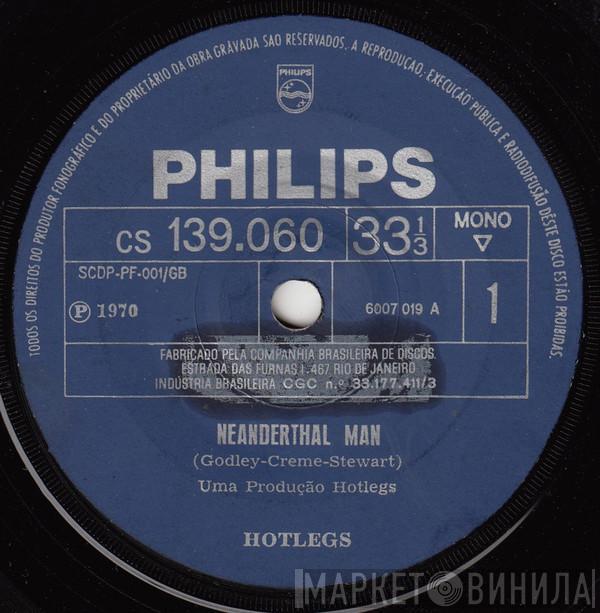 TODOS OS DIREITOS DO PRODUTOR FONOGRÁFICO E DO PROPRIETÁRIO DA OBRA GRAVADA SAO RESERVADOS. A REPRODUÇAO, EXECUÇAO PÚBLICA E RADIODIFUSÃO DÊSTE DISCO ESTÃO PROIBIDAS.
PHILIPS
PHILIPS
CS 139.060 33 1/3 MONO
SCDP-PF-001/GB
Ⓟ 1970 6007 019 A 1
FABRICADO PELA COMPANHIA BRASILEIRA DE DISCOS.
ESTRADA DAS FURNAS 1.467 RIO DE JANEIRO
INDÚSTRIA BRASILEIRA CGC n.º 33.177.411/3
NEANDERTHAL MAN
(Godley-Creme-Stewart)
Uma Produção Hotlegs
HOTLEGS
МАРКЕТ ВИНИЛА